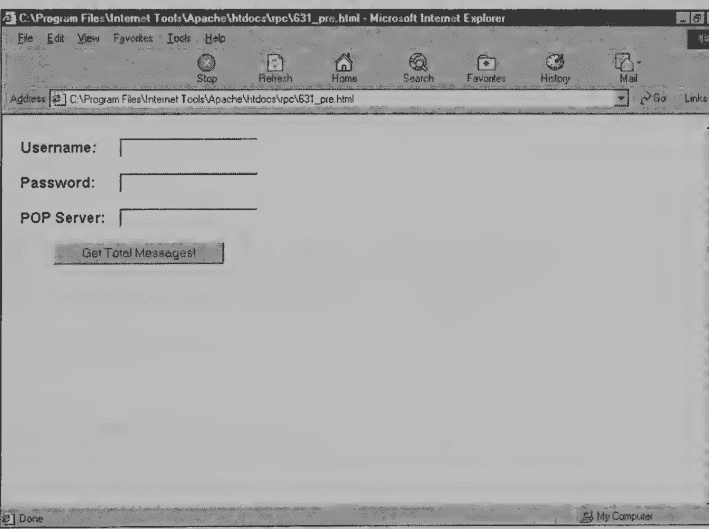 C:\Program Files\Internet Tools\Apache\htdocs\rpc\631_pre.html - Microsoft Internet Explorer
File Edit View Favorites Tools Help
Stop Refresh Home Search Favorites History Mail
Address C:\Program Files\Internet Tools\Apache\htdocs\rpc\631_pre.html Go Links
Username:
Password:
POP Server:
Get Total Messages!
Done My Computer